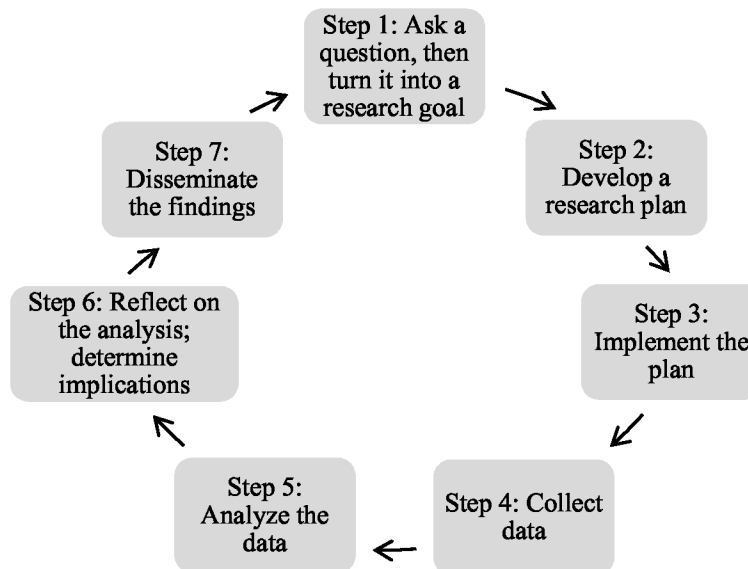 Step 1: Ask a
question, then
turn it into a
research goal
Step 2:
Develop a
research plan
Step 3:
Implement the
plan
Step 4: Collect
data
Step 5:
Analyze the
data
Step 6: Reflect on
the analysis;
determine
implications
Step 7:
Disseminate
the findings